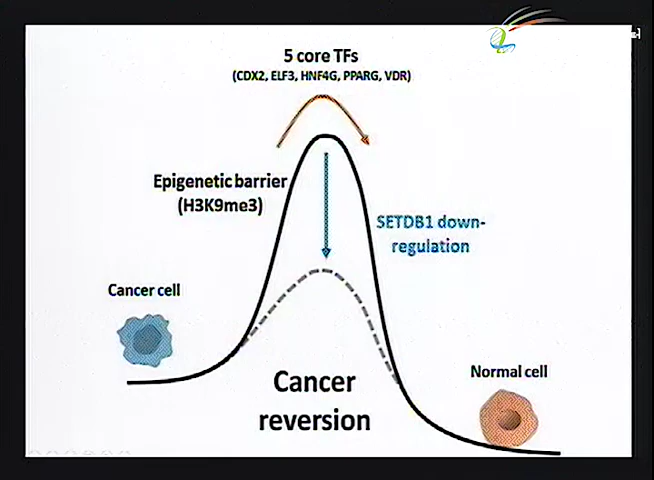 5 core TFs
(CDX2, ELF3, HNF4G, PPARG, VDR)
Epigenetic barrier
(H3K9me3)
SETDB1 down-
regulation
Cancer cell
Normal cell
Cancer
reversion